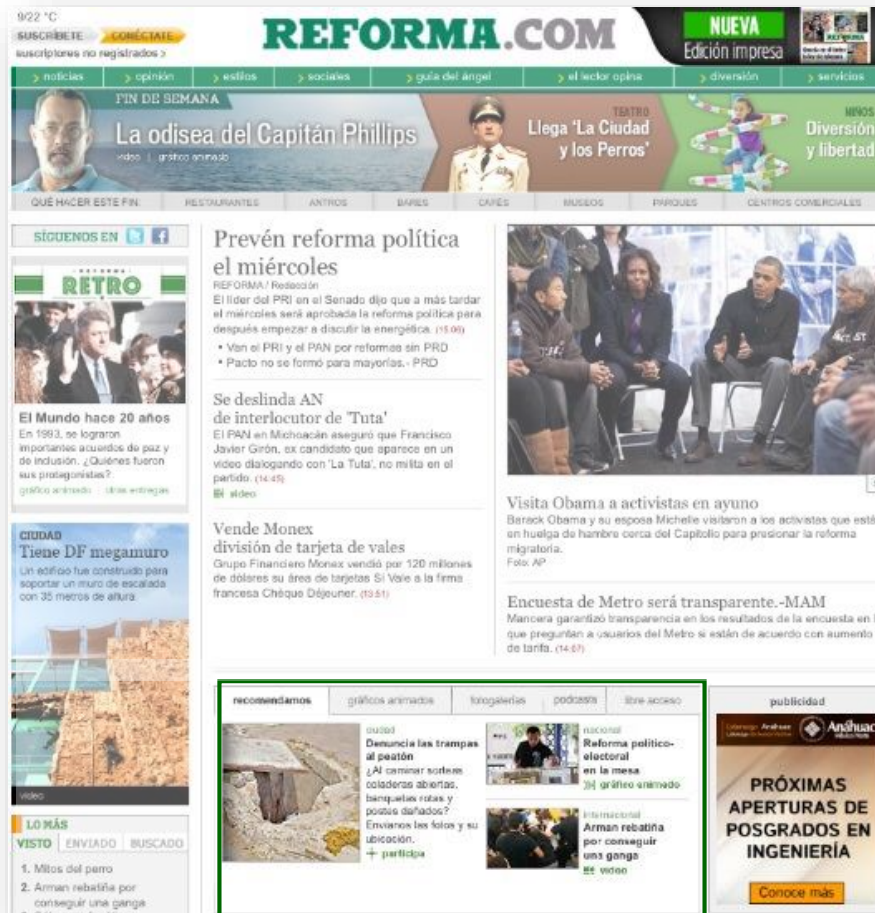 9/22 °C
SUSCRÍBETE CONÉCTATE
suscriptores no registrados >
REFORMA.COM
NUEVA
Edición impresa
> noticias > opinión > estilos > sociales > guía del ángel > el lector opina > diversión > servicios
FIN DE SEMANA
La odisea del Capitán Phillips
video | gráfico animado
TEATRO
Llega 'La Ciudad
y los Perros'
NIÑOS
Diversión
y libertad
QUÉ HACER ESTE FIN: RESTAURANTES ANTROS BARES CAFÉS MUSEOS PARQUES CENTROS COMERCIALES
SÍGUENOS EN
REFORMA
RETRO
El Mundo hace 20 años
En 1993, se lograron
importantes acuerdos de paz y
de inclusión. ¿Quiénes fueron
sus protagonistas?
gráfico animado | otras entregas
CIUDAD
Tiene DF megamuro
Un edificio fue construido para
soportar un muro de escalada
con 35 metros de altura.
video
LO MÁS
VISTO ENVIADO BUSCADO
1. Mitos del perro
2. Arman rebatiña por
conseguir una ganga
Prevén reforma política
el miércoles
REFORMA / Redacción
El líder del PRI en el Senado dijo que a más tardar
el miércoles será aprobada la reforma política para
después empezar a discutir la energética. (15:06)
• Van el PRI y el PAN por reformas sin PRD
• Pacto no se formó para mayorías.- PRD
Se deslinda AN
de interlocutor de 'Tuta'
El PAN en Michoacán aseguró que Francisco
Javier Girón, ex candidato que aparece en un
video dialogando con 'La Tuta', no milita en el
partido. (14:45)
video
Vende Monex
división de tarjeta de vales
Grupo Financiero Monex vendió por 120 millones
de dólares su área de tarjetas Sí Vale a la firma
francesa Chèque Déjeuner. (13:51)
Visita Obama a activistas en ayuno
Barack Obama y su esposa Michelle visitaron a los activistas que está
en huelga de hambre cerca del Capitolio para presionar la reforma
migratoria.
Foto: AP
Encuesta de Metro será transparente.-MAM
Mancera garantizó transparencia en los resultados de la encuesta en
que preguntan a usuarios del Metro si están de acuerdo con aumento
de tarifa. (14:07)
recomendamos gráficos animados fotogalerías podcasts libre acceso
ciudad
Denuncia las trampas
al peatón
¿Al caminar sorteas
coladeras abiertas,
banquetas rotas y
postes dañados?
Envíanos las fotos y su
ubicación.
+ participa
nacional
Reforma político-
electoral
en la mesa
gráfico animado
internacional
Arman rebatiña
por conseguir
una ganga
video
publicidad
Anáhuac
PRÓXIMAS
APERTURAS DE
POSGRADOS EN
INGENIERÍA
Conoce más